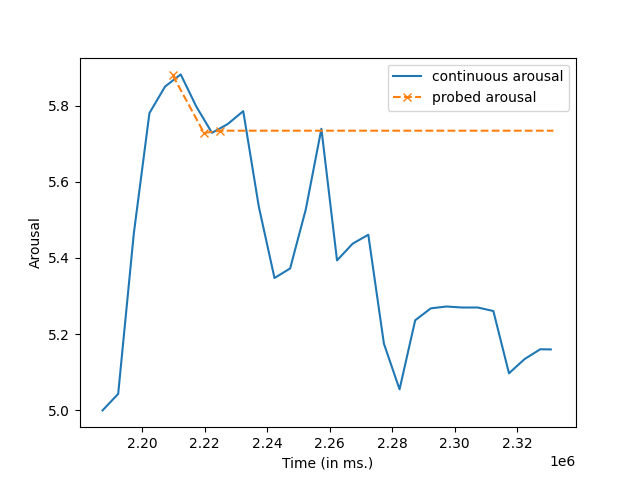 continuous arousal
probed arousal
Arousal
5.8
5.6
5.4
5.2
5.0
2.20 2.22 2.24 2.26 2.28 2.30 2.32
1e6
Time (in ms.)